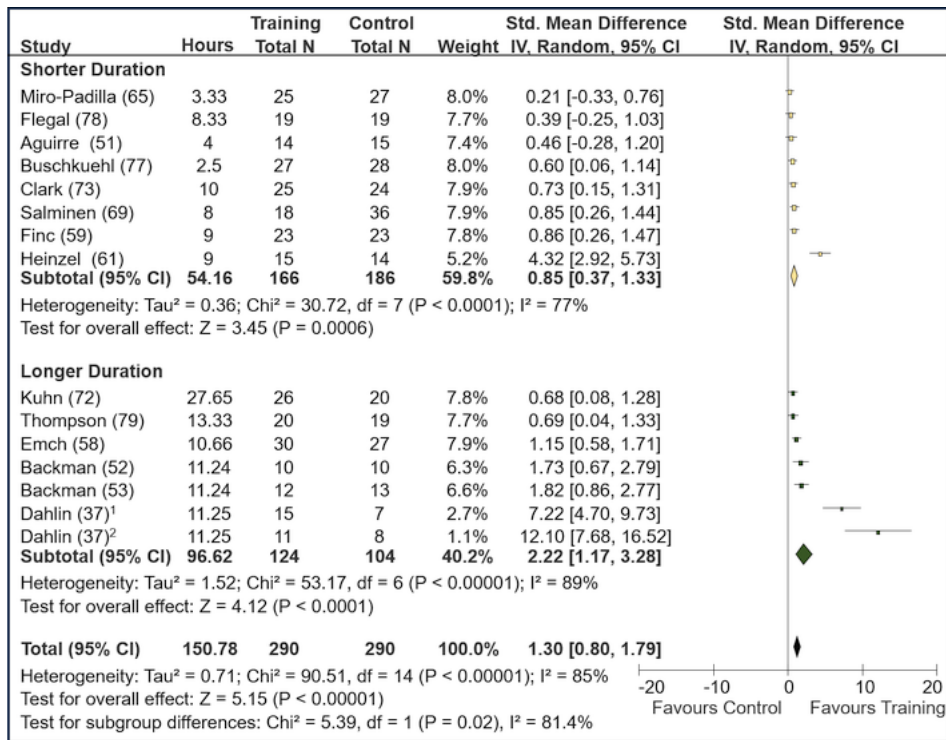 Training Control Std. Mean Difference Std. Mean Difference
Study Hours Total N Total N Weight IV, Random, 95% CI IV, Random, 95% CI
Shorter Duration
Miro-Padilla (65) 3.33 25 27 8.0% 0.21 [-0.33, 0.76]
Flegal (78) 8.33 19 19 7.7% 0.39 [-0.25, 1.03]
Aguirre (51) 4 14 15 7.4% 0.46 [-0.28, 1.20]
Buschkuehl (77) 2.5 27 28 8.0% 0.60 [0.06, 1.14]
Clark (73) 10 25 24 7.9% 0.73 [0.15, 1.31]
Salminen (69) 8 18 36 7.9% 0.85 [0.26, 1.44]
Finc (59) 9 23 23 7.8% 0.86 [0.26, 1.47]
Heinzel (61) 9 15 14 5.2% 4.32 [2.92, 5.73]
Subtotal (95% CI) 54.16 166 186 59.8% 0.85 [0.37, 1.33]
Heterogeneity: Tau² = 0.36; Chi² = 30.72, df = 7 (P < 0.0001); I² = 77%
Test for overall effect: Z = 3.45 (P = 0.0006)
Longer Duration
Kuhn (72) 27.65 26 20 7.8% 0.68 [0.08, 1.28]
Thompson (79) 13.33 20 19 7.7% 0.69 [0.04, 1.33]
Emch (58) 10.66 30 27 7.9% 1.15 [0.58, 1.71]
Backman (52) 11.24 10 10 6.3% 1.73 [0.67, 2.79]
Backman (53) 11.24 12 13 6.6% 1.82 [0.86, 2.77]
Dahlin (37)¹ 11.25 15 7 2.7% 7.22 [4.70, 9.73]
Dahlin (37)² 11.25 11 8 1.1% 12.10 [7.68, 16.52]
Subtotal (95% CI) 96.62 124 104 40.2% 2.22 [1.17, 3.28]
Heterogeneity: Tau² = 1.52; Chi² = 53.17, df = 6 (P < 0.00001); I² = 89%
Test for overall effect: Z = 4.12 (P < 0.0001)
Total (95% CI) 150.78 290 290 100.0% 1.30 [0.80, 1.79]
Heterogeneity: Tau² = 0.71; Chi² = 90.51, df = 14 (P < 0.00001); I² = 85%
Test for overall effect: Z = 5.15 (P < 0.00001)
Test for subgroup differences: Chi² = 5.39, df = 1 (P = 0.02), I² = 81.4%
-20 -10 0 10 20
Favours Control Favours Training